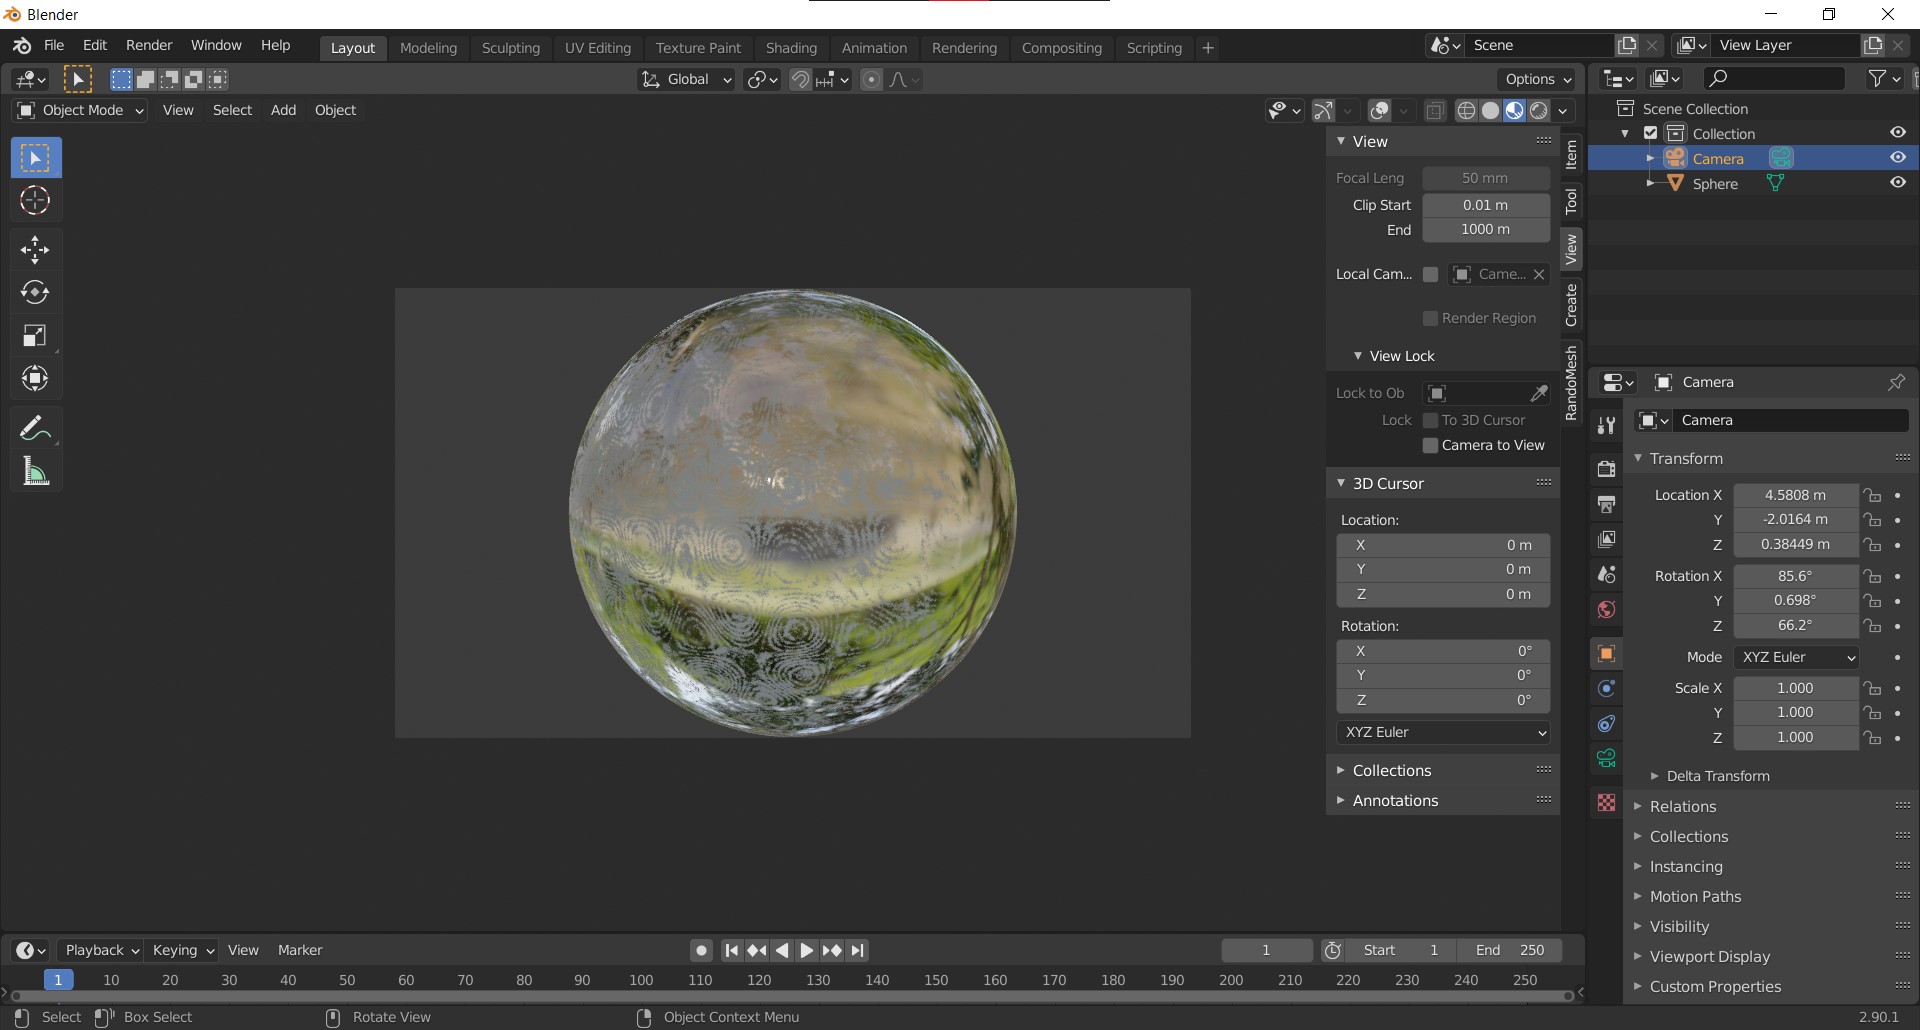 Blender
File Edit Render Window Help Layout Modeling Sculpting UV Editing Texture Paint Shading Animation Rendering Compositing Scripting + Scene View Layer
Global Options
Object Mode View Select Add Object
Scene Collection
Collection
Camera
Sphere
View
Focal Leng 50 mm
Clip Start 0.01 m
End 1000 m
Local Cam... Came...
Render Region
View Lock
Lock to Ob
Lock To 3D Cursor
Camera to View
3D Cursor
Location:
X 0 m
Y 0 m
Z 0 m
Rotation:
X 0°
Y 0°
Z 0°
XYZ Euler
Collections
Annotations
Item
Tool
View
Create
RandoMesh
Camera
Camera
Transform
Location X 4.5808 m
Y -2.0164 m
Z 0.38449 m
Rotation X 85.6°
Y 0.698°
Z 66.2°
Mode XYZ Euler
Scale X 1.000
Y 1.000
Z 1.000
Delta Transform
Relations
Collections
Instancing
Motion Paths
Visibility
Viewport Display
Custom Properties
Playback Keying View Marker 1 Start 1 End 250
1 10 20 30 40 50 60 70 80 90 100 110 120 130 140 150 160 170 180 190 200 210 220 230 240 250
Select Box Select Rotate View Object Context Menu 2.90.1